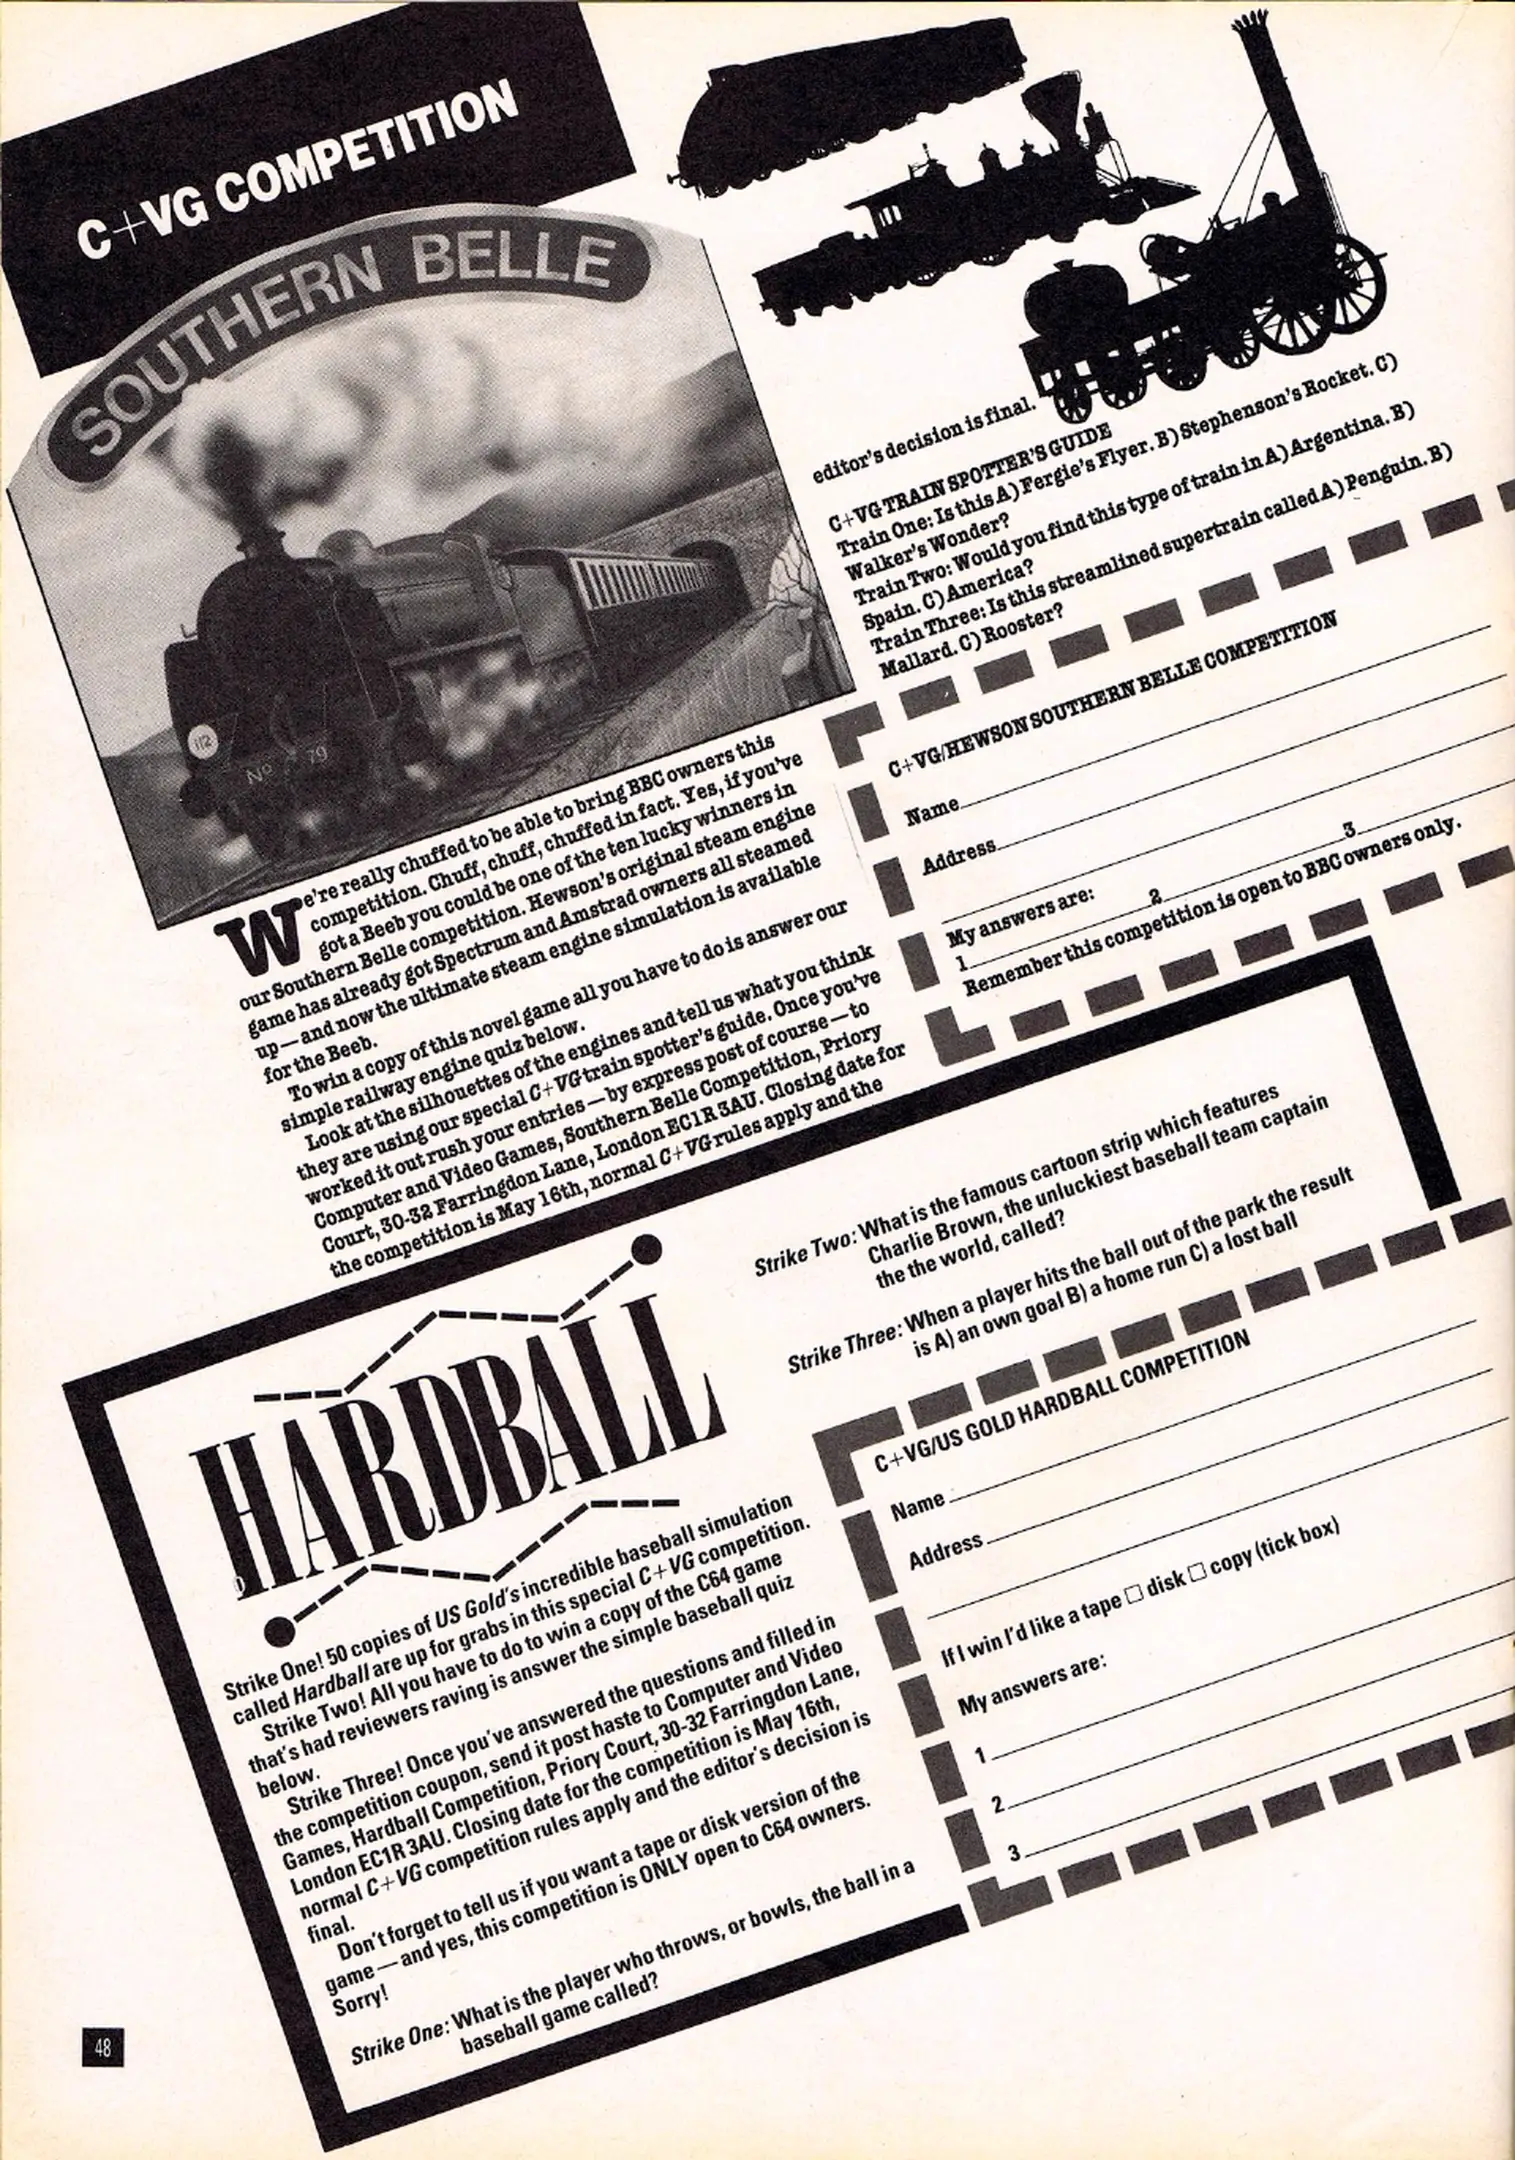 C+VG COMPETITION
SOUTHERN BELLE
112
Nº 79
We're really chuffed to be able to bring BBC owners this
competition. Chuff, chuff, chuffed in fact. Yes, if you've
got a Beeb you could be one of the ten lucky winners in
our Southern Belle competition. Hewson's original steam engine
game has already got Spectrum and Amstrad owners all steamed
up — and now the ultimate steam engine simulation is available
for the Beeb.
To win a copy of this novel game all you have to do is answer our
simple railway engine quiz below.
Look at the silhouettes of the engines and tell us what you think
they are using our special C+VG train spotter's guide. Once you've
worked it out rush your entries — by express post of course — to
Computer and Video Games, Southern Belle Competition, Priory
Court, 30-32 Farringdon Lane, London EC1R 3AU. Closing date for
the competition is May 16th, normal C+VG rules apply and the
editor's decision is final.
C+VG TRAIN SPOTTER'S GUIDE
Train One: Is this A) Fergie's Flyer. B) Stephenson's Rocket. C)
Walker's Wonder?
Train Two: Would you find this type of train in A) Argentina. B)
Spain. C) America?
Train Three: Is this streamlined supertrain called A) Penguin. B)
Mallard. C) Rooster?
C+VG/HEWSON SOUTHERN BELLE COMPETITION
Name
Address
My answers are:
1 2 3
Remember this competition is open to BBC owners only.
HARDBALL
Strike One! 50 copies of US Gold's incredible baseball simulation
called Hardball are up for grabs in this special C+VG competition.
Strike Two! All you have to do to win a copy of the C64 game
that's had reviewers raving is answer the simple baseball quiz
below.
Strike Three! Once you've answered the questions and filled in
the competition coupon, send it post haste to Computer and Video
Games, Hardball Competition, Priory Court, 30-32 Farringdon Lane,
London EC1R 3AU. Closing date for the competition is May 16th,
normal C+VG competition rules apply and the editor's decision is
final.
Don't forget to tell us if you want a tape or disk version of the
game — and yes, this competition is ONLY open to C64 owners.
Sorry!
Strike One: What is the player who throws, or bowls, the ball in a
baseball game called?
Strike Two: What is the famous cartoon strip which features
Charlie Brown, the unluckiest baseball team captain
the the world, called?
Strike Three: When a player hits the ball out of the park the result
is A) an own goal B) a home run C) a lost ball
C+VG/US GOLD HARDBALL COMPETITION
Name
Address
If I win I'd like a tape □ disk □ copy (tick box)
My answers are:
1
2
3
48